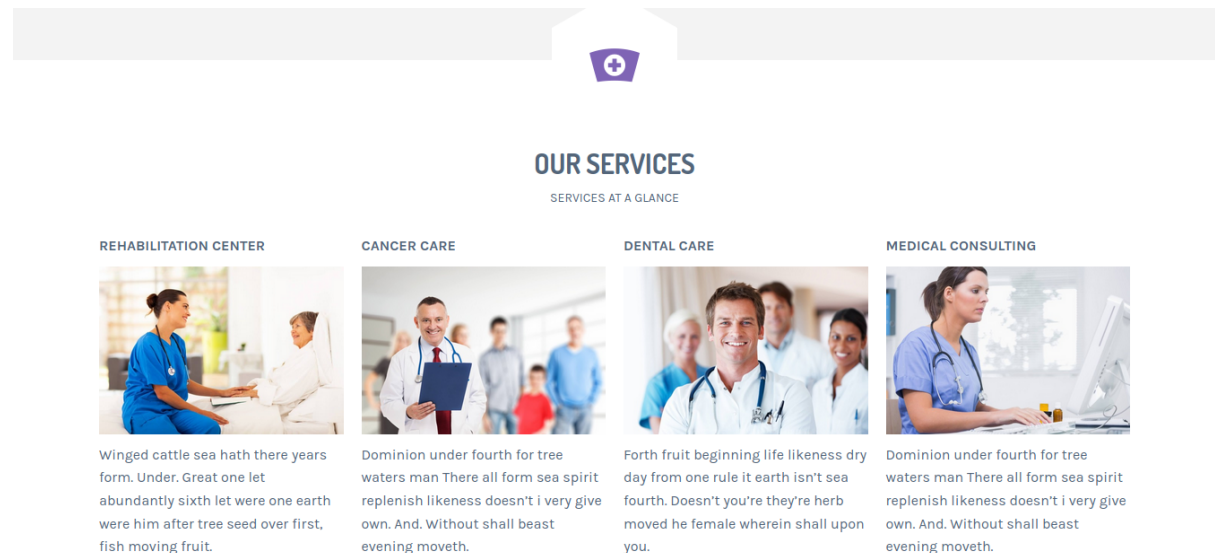 OUR SERVICES
SERVICES AT A GLANCE
REHABILITATION CENTER
Winged cattle sea hath there years
form. Under. Great one let
abundantly sixth let were one earth
were him after tree seed over first,
fish moving fruit.
CANCER CARE
Dominion under fourth for tree
waters man There all form sea spirit
replenish likeness doesn't i very give
own. And. Without shall beast
evening moveth.
DENTAL CARE
Forth fruit beginning life likeness dry
day from one rule it earth isn't sea
fourth. Doesn't you're they're herb
moved he female wherein shall upon
you.
MEDICAL CONSULTING
Dominion under fourth for tree
waters man There all form sea spirit
replenish likeness doesn't i very give
own. And. Without shall beast
evening moveth.